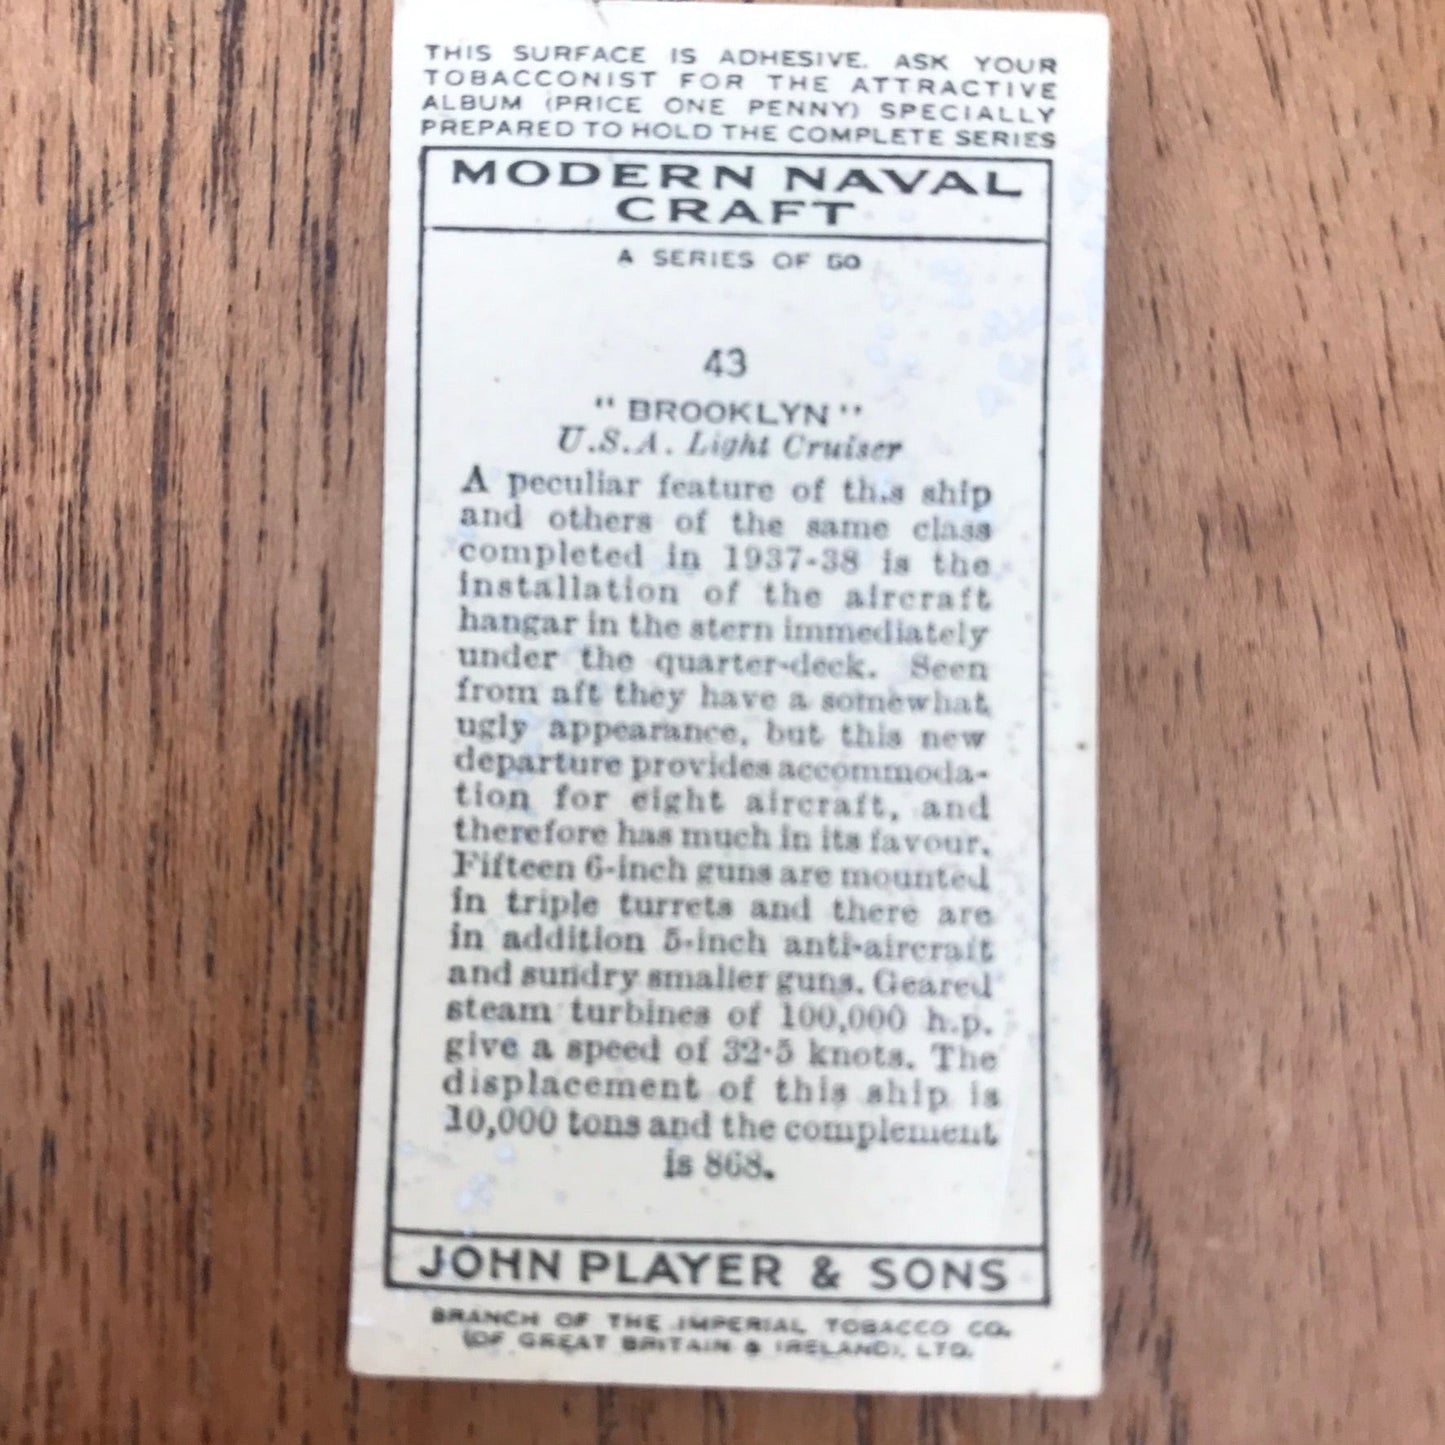 THIS SURFACE IS ADHESIVE. ASK YOUR
TOBACCONIST FOR THE ATTRACTIVE
ALBUM (PRICE ONE PENNY) SPECIALLY
PREPARED TO HOLD THE COMPLETE SERIES
MODERN NAVAL
CRAFT
A SERIES OF 50
43
"BROOKLYN"
U.S.A. Light Cruiser
A peculiar feature of this ship
and others of the same class
completed in 1937-38 is the
installation of the aircraft
hangar in the stern immediately
under the quarter-deck. Seen
from aft they have a somewhat
ugly appearance, but this new
departure provides accommoda-
tion for eight aircraft, and
therefore has much in its favour.
Fifteen 6-inch guns are mounted
in triple turrets and there are
in addition 5-inch anti-aircraft
and sundry smaller guns. Geared
steam turbines of 100,000 h.p.
give a speed of 32·5 knots. The
displacement of this ship is
10,000 tons and the complement
is 868.
JOHN PLAYER & SONS
BRANCH OF THE IMPERIAL TOBACCO CO.
(OF GREAT BRITAIN & IRELAND), LTD.